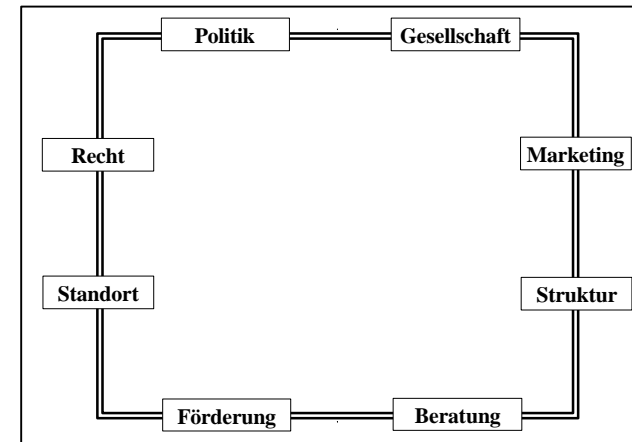 Politik
Gesellschaft
Recht
Marketing
Standort
Struktur
Förderung
Beratung